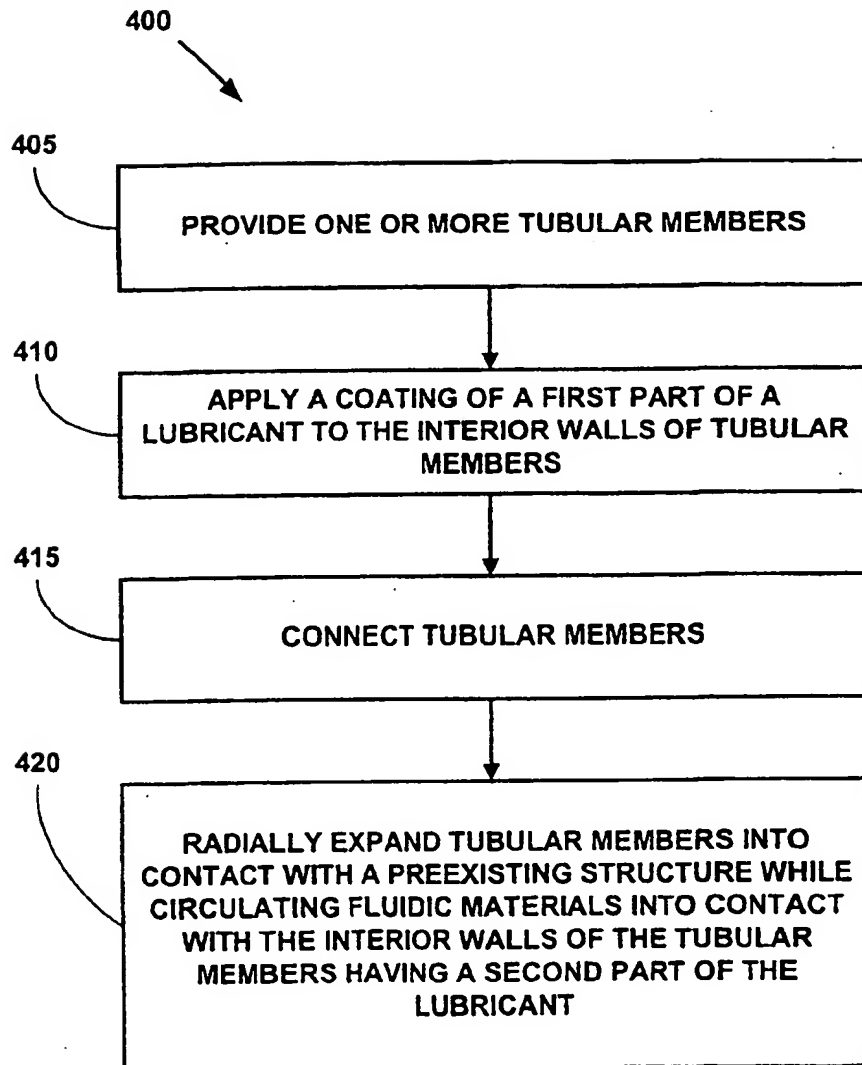 400
405
PROVIDE ONE OR MORE TUBULAR MEMBERS
410
APPLY A COATING OF A FIRST PART OF A
LUBRICANT TO THE INTERIOR WALLS OF TUBULAR
MEMBERS
415
CONNECT TUBULAR MEMBERS
420
RADIALLY EXPAND TUBULAR MEMBERS INTO
CONTACT WITH A PREEXISTING STRUCTURE WHILE
CIRCULATING FLUIDIC MATERIALS INTO CONTACT
WITH THE INTERIOR WALLS OF THE TUBULAR
MEMBERS HAVING A SECOND PART OF THE
LUBRICANT